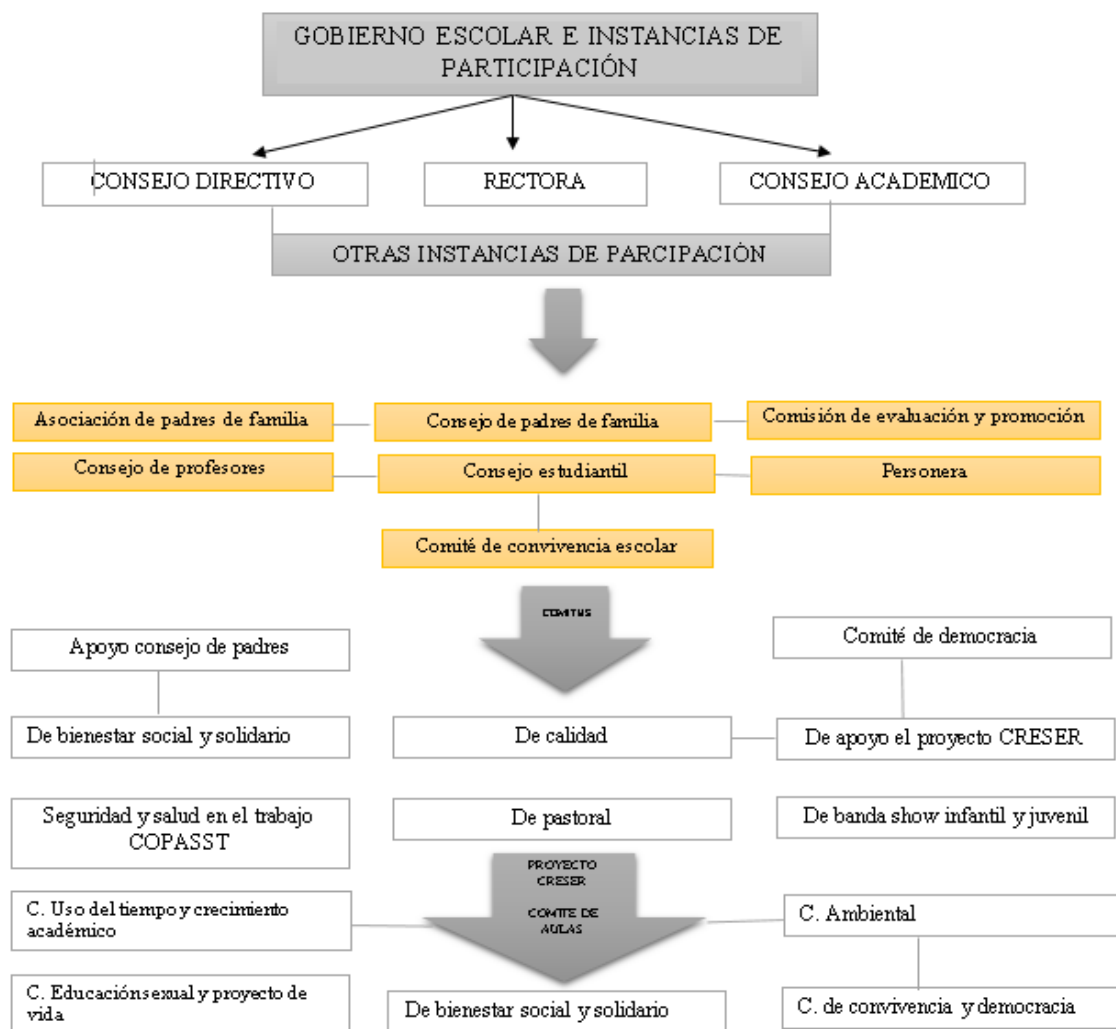 GOBIERNO ESCOLAR E INSTANCIAS DE
PARTICIPACIÓN
CONSEJO DIRECTIVO
RECTORA
CONSEJO ACADEMICO
OTRAS INSTANCIAS DE PARCIPACIÓN
Asociación de padres de familia
Consejo de padres de familia
Comisión de evaluación y promoción
Consejo de profesores
Consejo estudiantil
Personera
Comité de convivencia escolar
Apoyo consejo de padres
Comité de democracia
De bienestar social y solidario
De calidad
De apoyo el proyecto CRESER
Seguridad y salud en el trabajo
COPASST
De pastoral
De banda show infantil y juvenil
PROYECTO
CRESER
COMITE DE
AULAS
C. Uso del tiempo y crecimiento
académico
C. Ambiental
C. Educación sexual y proyecto de
vida
De bienestar social y solidario
C. de convivencia y democracia